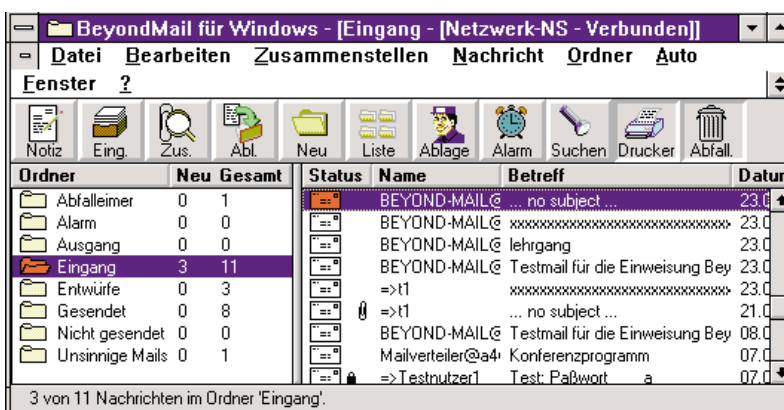 BeyondMail für Windows - [Eingang - [Netzwerk-NS - Verbunden]]
Datei Bearbeiten Zusammenstellen Nachricht Ordner Auto
Fenster ?
Notiz Eing. Zus. Abl. Neu Liste Ablage Alarm Suchen Drucker Abfall.
Ordner Neu Gesamt
Abfalleimer 0 1
Alarm 0 0
Ausgang 0 0
Eingang 3 11
Entwürfe 0 3
Gesendet 0 8
Nicht gesendet 0 0
Unsinnige Mails 0 1
Status Name Betreff Datur
BEYOND-MAIL@ ... no subject ... 23.0
BEYOND-MAIL@ 23.0
BEYOND-MAIL@ lehrgang 23.0
BEYOND-MAIL@ Testmail für die Einweisung Bey 23.0
=>t1 23.0
=>t1 ... no subject ... 21.0
BEYOND-MAIL@ Testmail für die Einweisung Bey 08.0
Mailverteiler@a4 Konferenzprogramm 07.0
=>Testnutzer1 Test: Paßwort a 07.0
3 von 11 Nachrichten im Ordner 'Eingang'.